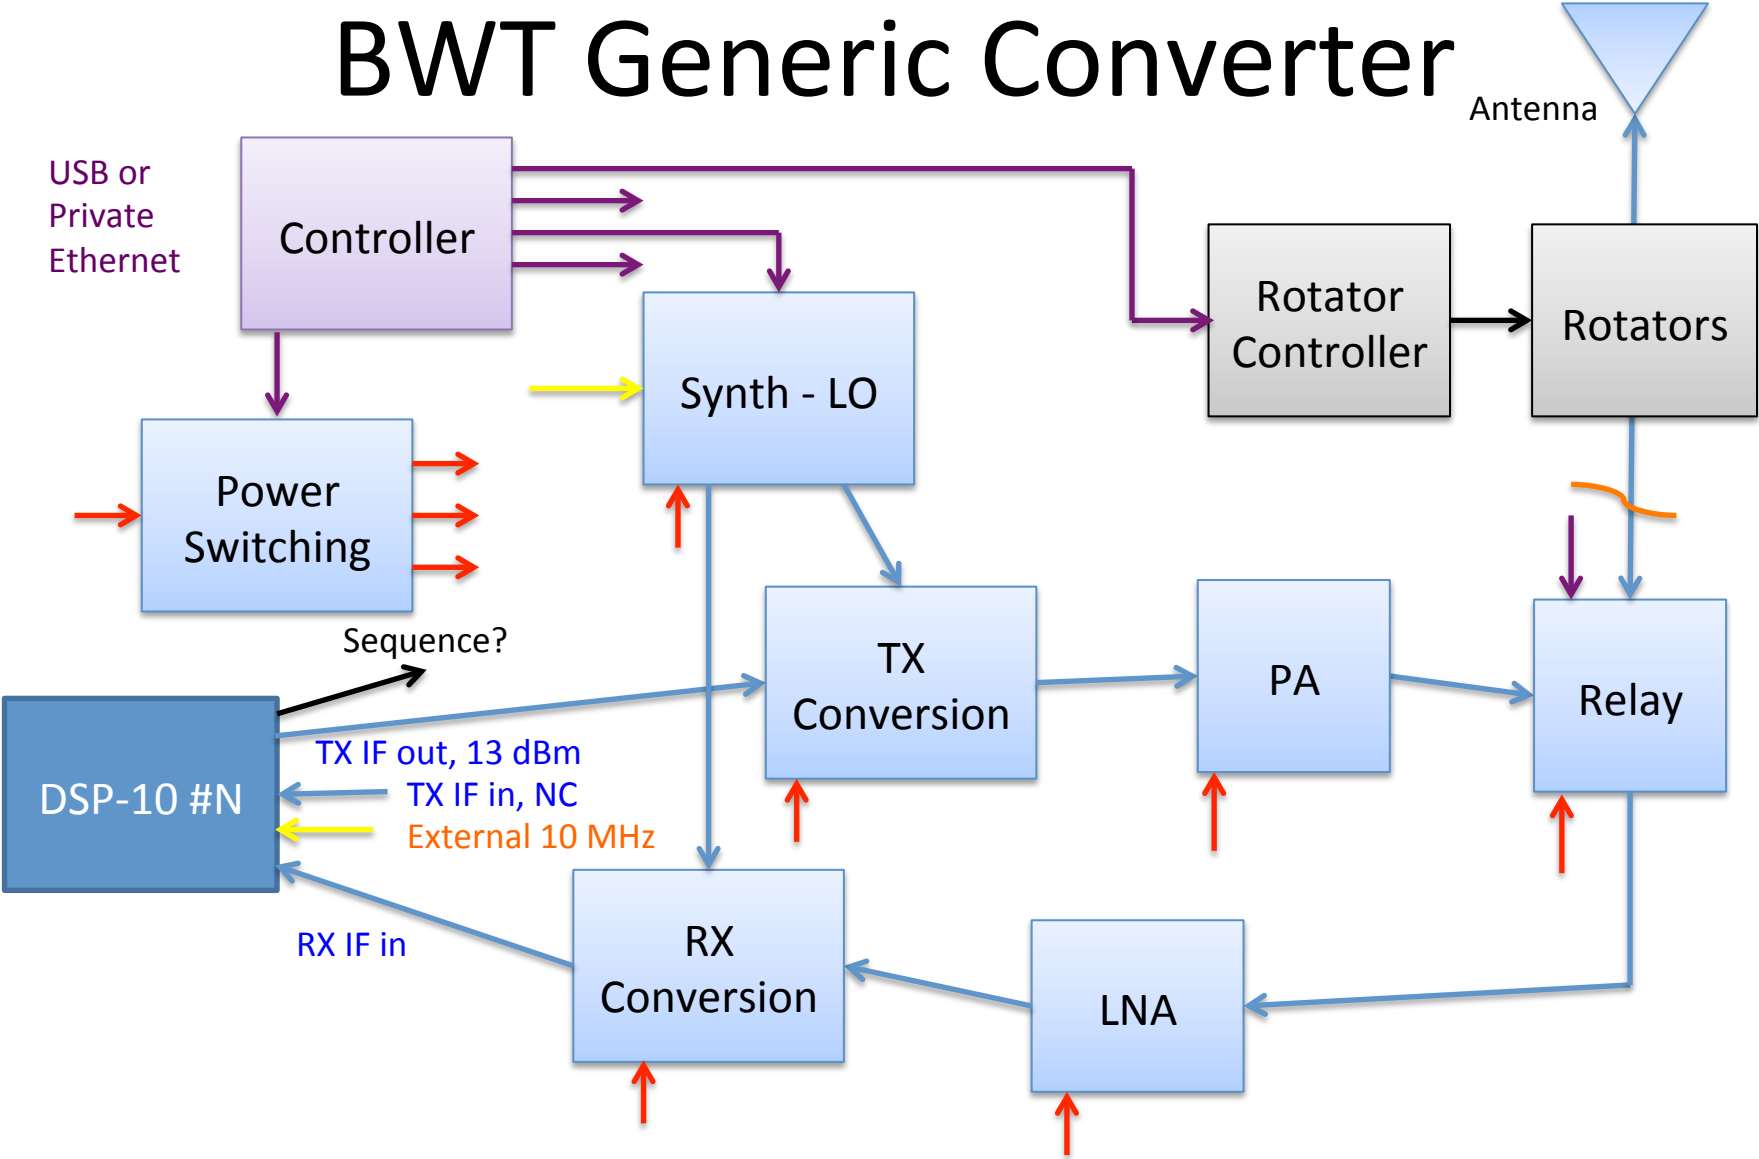 BWT Generic Converter
Antenna
USB or
Private
Ethernet
Controller
Rotator
Controller
Rotators
Synth - LO
Power
Switching
Sequence?
TX
Conversion
PA
Relay
DSP-10 #N
TX IF out, 13 dBm
TX IF in, NC
External 10 MHz
RX IF in
RX
Conversion
LNA